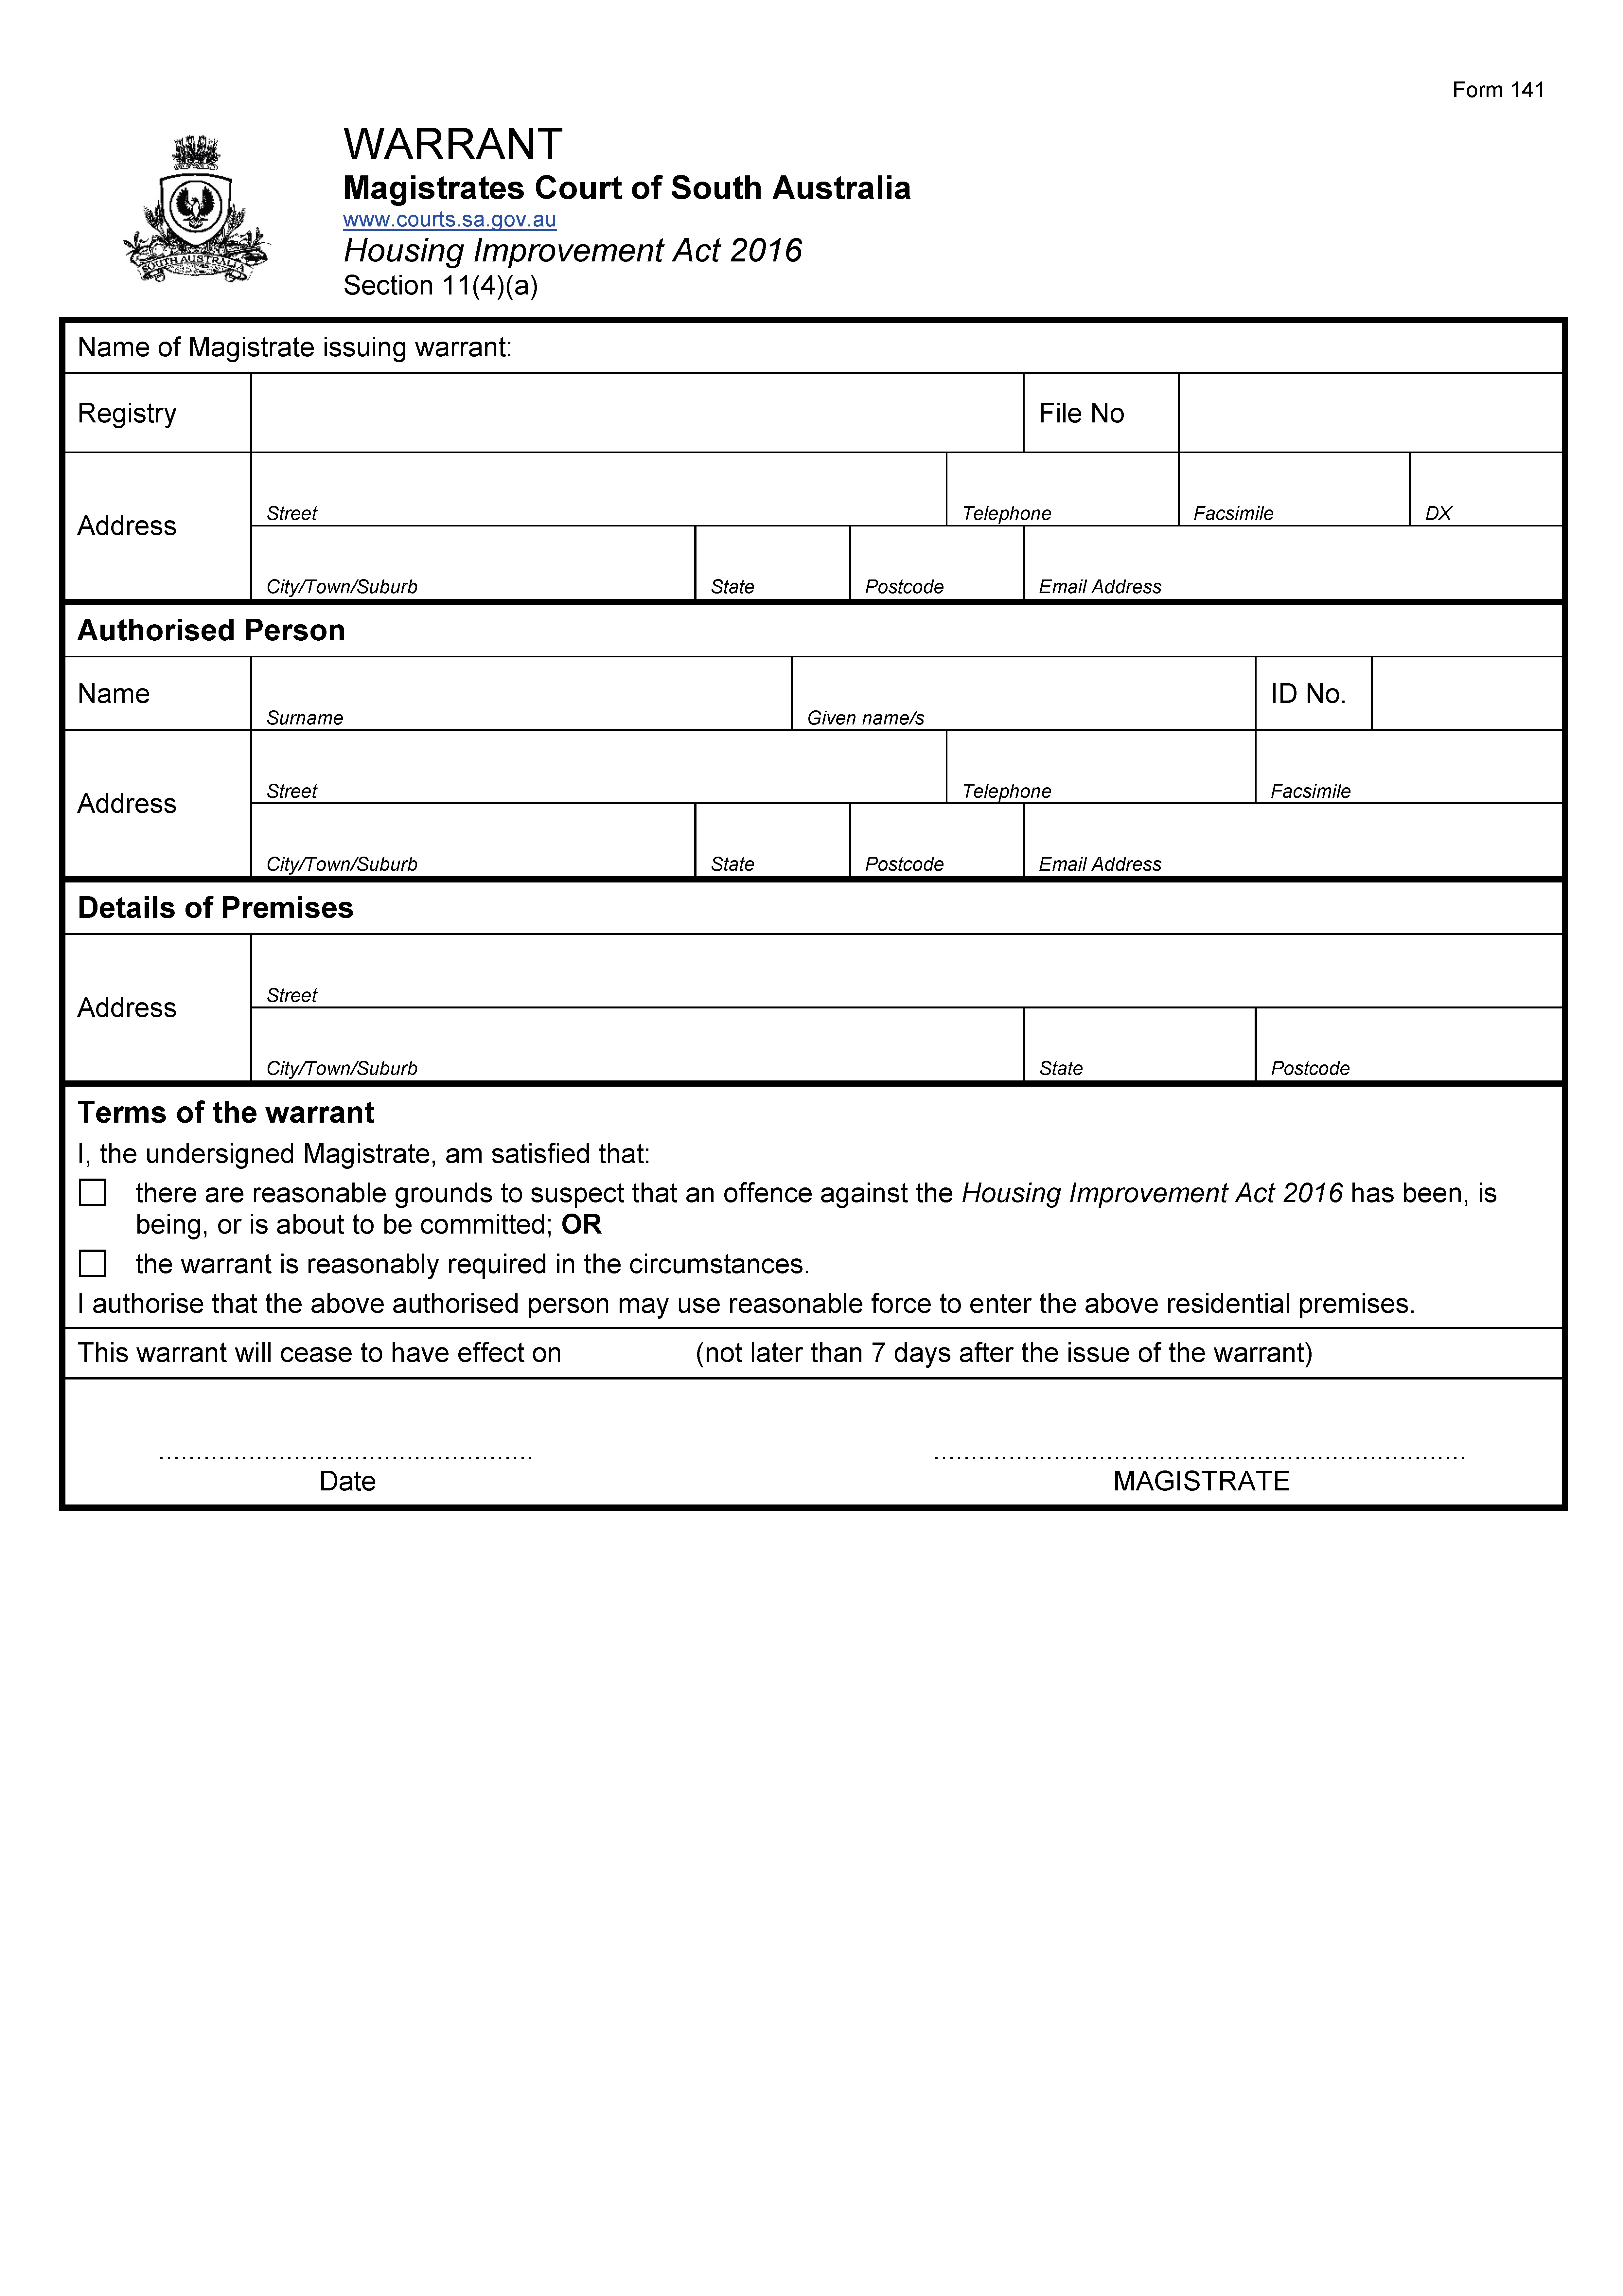 Form 141
WARRANT
Magistrates Court of South Australia
www.courts.sa.gov.au
Housing Improvement Act 2016
Section 11(4)(a)
SOUTH AUSTRALIA
Name of Magistrate issuing warrant:
Registry File No
Address
Street Telephone Facsimile DX
City/Town/Suburb State Postcode Email Address
Authorised Person
Name Surname Given name/s ID No.
Address
Street Telephone Facsimile
City/Town/Suburb State Postcode Email Address
Details of Premises
Address
Street
City/Town/Suburb State Postcode
Terms of the warrant
I, the undersigned Magistrate, am satisfied that:
there are reasonable grounds to suspect that an offence against the Housing Improvement Act 2016 has been, is
being, or is about to be committed; OR
the warrant is reasonably required in the circumstances.
I authorise that the above authorised person may use reasonable force to enter the above residential premises.
This warrant will cease to have effect on (not later than 7 days after the issue of the warrant)
.................................................. .......................................................................
Date MAGISTRATE